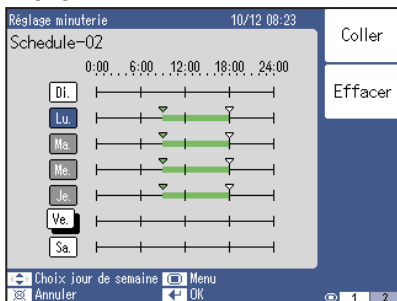 Réglage minuterie 10/12 08:23
Schedule-02
Coller
Effacer
0:00...6:00...12:00...18:00...24:00
Di.
Lu.
Ma.
Me.
Je.
Ve.
Sa.
Choix jour de semaine Menu
Annuler OK
1 2